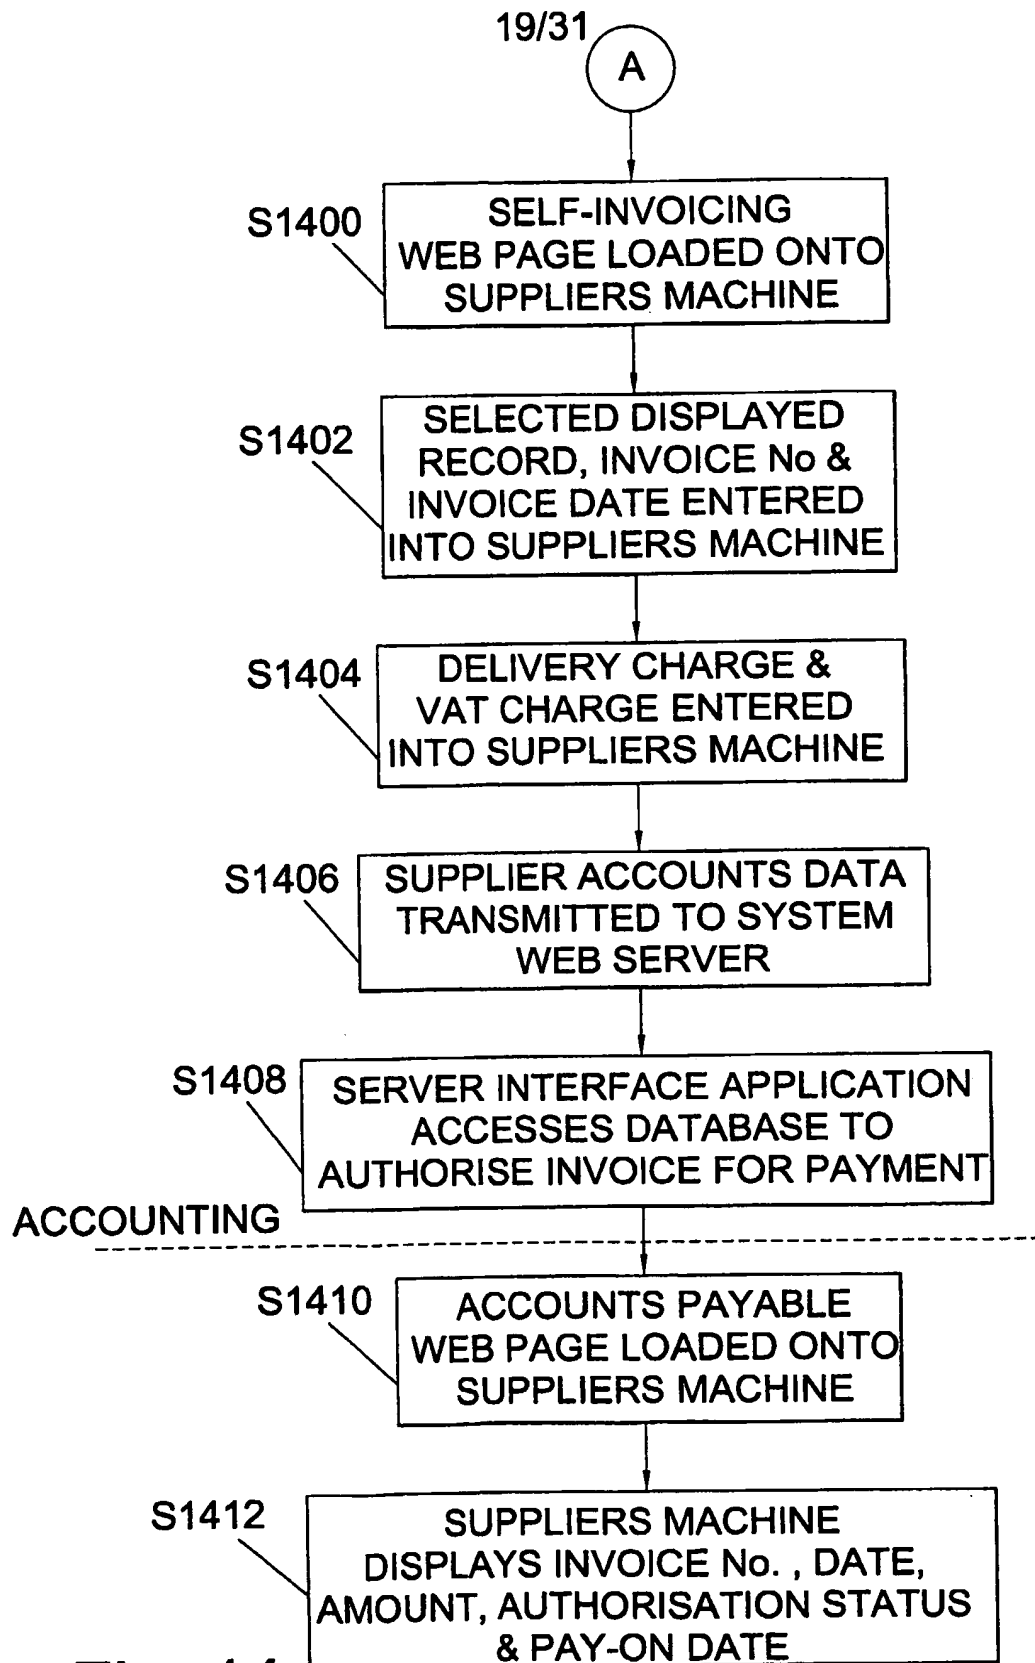 19/31
A
S1400
SELF-INVOICING
WEB PAGE LOADED ONTO
SUPPLIERS MACHINE
S1402
SELECTED DISPLAYED
RECORD, INVOICE No &
INVOICE DATE ENTERED
INTO SUPPLIERS MACHINE
S1404
DELIVERY CHARGE &
VAT CHARGE ENTERED
INTO SUPPLIERS MACHINE
S1406
SUPPLIER ACCOUNTS DATA
TRANSMITTED TO SYSTEM
WEB SERVER
S1408
SERVER INTERFACE APPLICATION
ACCESSES DATABASE TO
AUTHORISE INVOICE FOR PAYMENT
ACCOUNTING
S1410
ACCOUNTS PAYABLE
WEB PAGE LOADED ONTO
SUPPLIERS MACHINE
S1412
SUPPLIERS MACHINE
DISPLAYS INVOICE No. , DATE,
AMOUNT, AUTHORISATION STATUS
& PAY-ON DATE